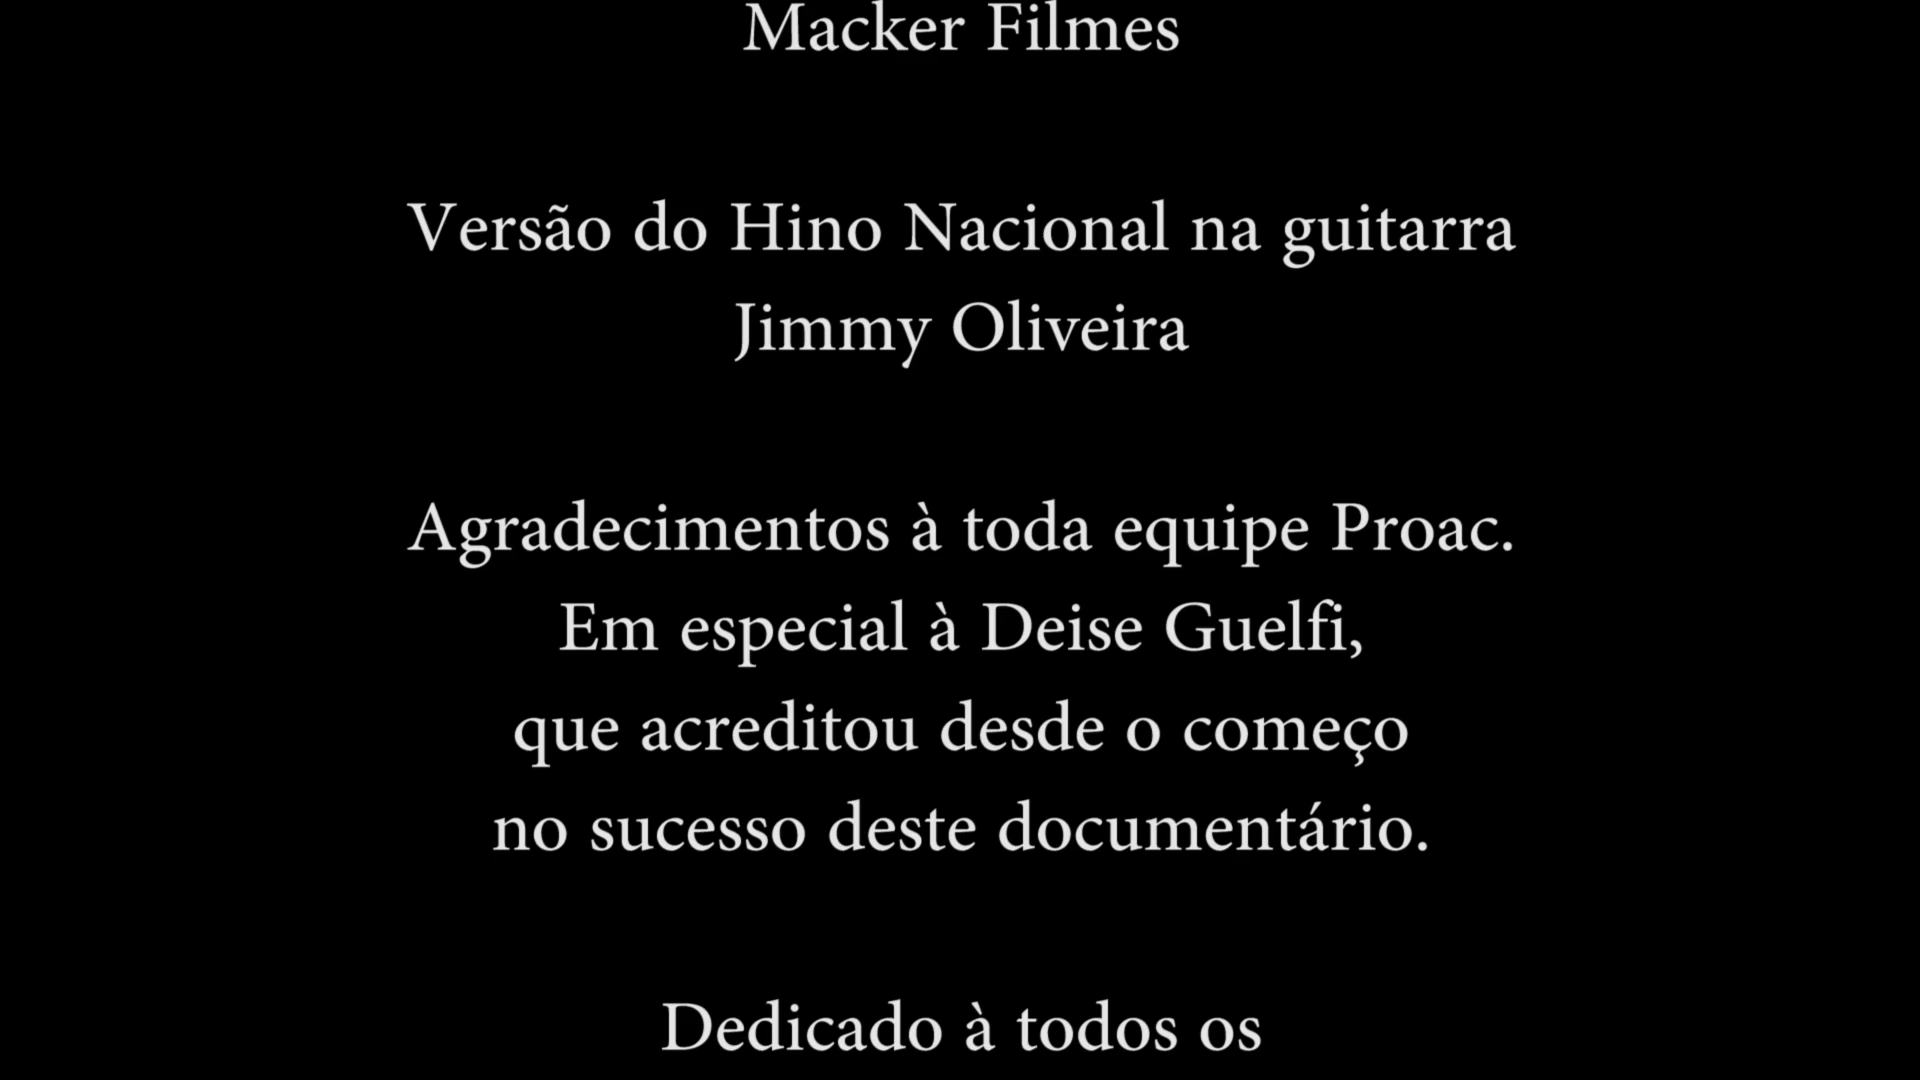 Macker Filmes
Versão do Hino Nacional na guitarra
Jimmy Oliveira
Agradecimentos à toda equipe Proac.
Em especial à Deise Guelfi,
que acreditou desde o começo
no sucesso deste documentário.
Dedicado à todos os